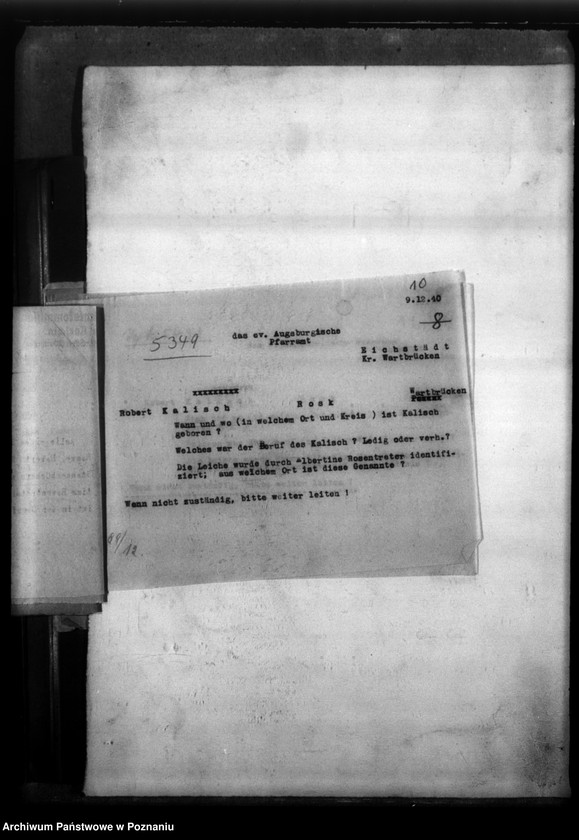 10
9.12.40
8
5349
das ev. Augsburgische
Pfarramt
Eichstädt
Kr. Wartbrücken
xxxxxxxxx
Wartbrücken
Robert Kalisch Rosk
Wann und wo (in welchem Ort und Kreis ) ist Kalisch
geboren ?
Welches war der Beruf des Kalisch ? Ledig oder verh.?
Die Leiche wurde durch Albertine Rosentreter identifi-
ziert; aus welchem Ort ist diese Genannte ?
Wenn nicht zuständig, bitte weiter leiten !
/12.
Archiwum Państwowe w Poznaniu